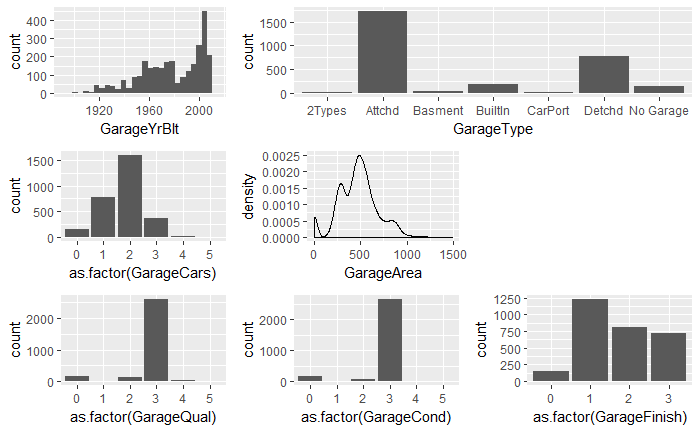 count
400
300
200
100
0
1920
1960
2000
GarageYrBlt
count
1500
1000
500
0
2Types
Attchd
Basment
BuiltIn
CarPort
Detchd
No Garage
GarageType
count
1500
1000
500
0
0 1 2 3 4 5
as.factor(GarageCars)
density
0.0025
0.0020
0.0015
0.0010
0.0005
0.0000
0 500 1000 1500
GarageArea
count
2000
1000
0
0 1 2 3 4 5
as.factor(GarageQual)
count
2000
1000
0
0 1 2 3 4 5
as.factor(GarageCond)
count
1250
1000
750
500
250
0
0 1 2 3
as.factor(GarageFinish)